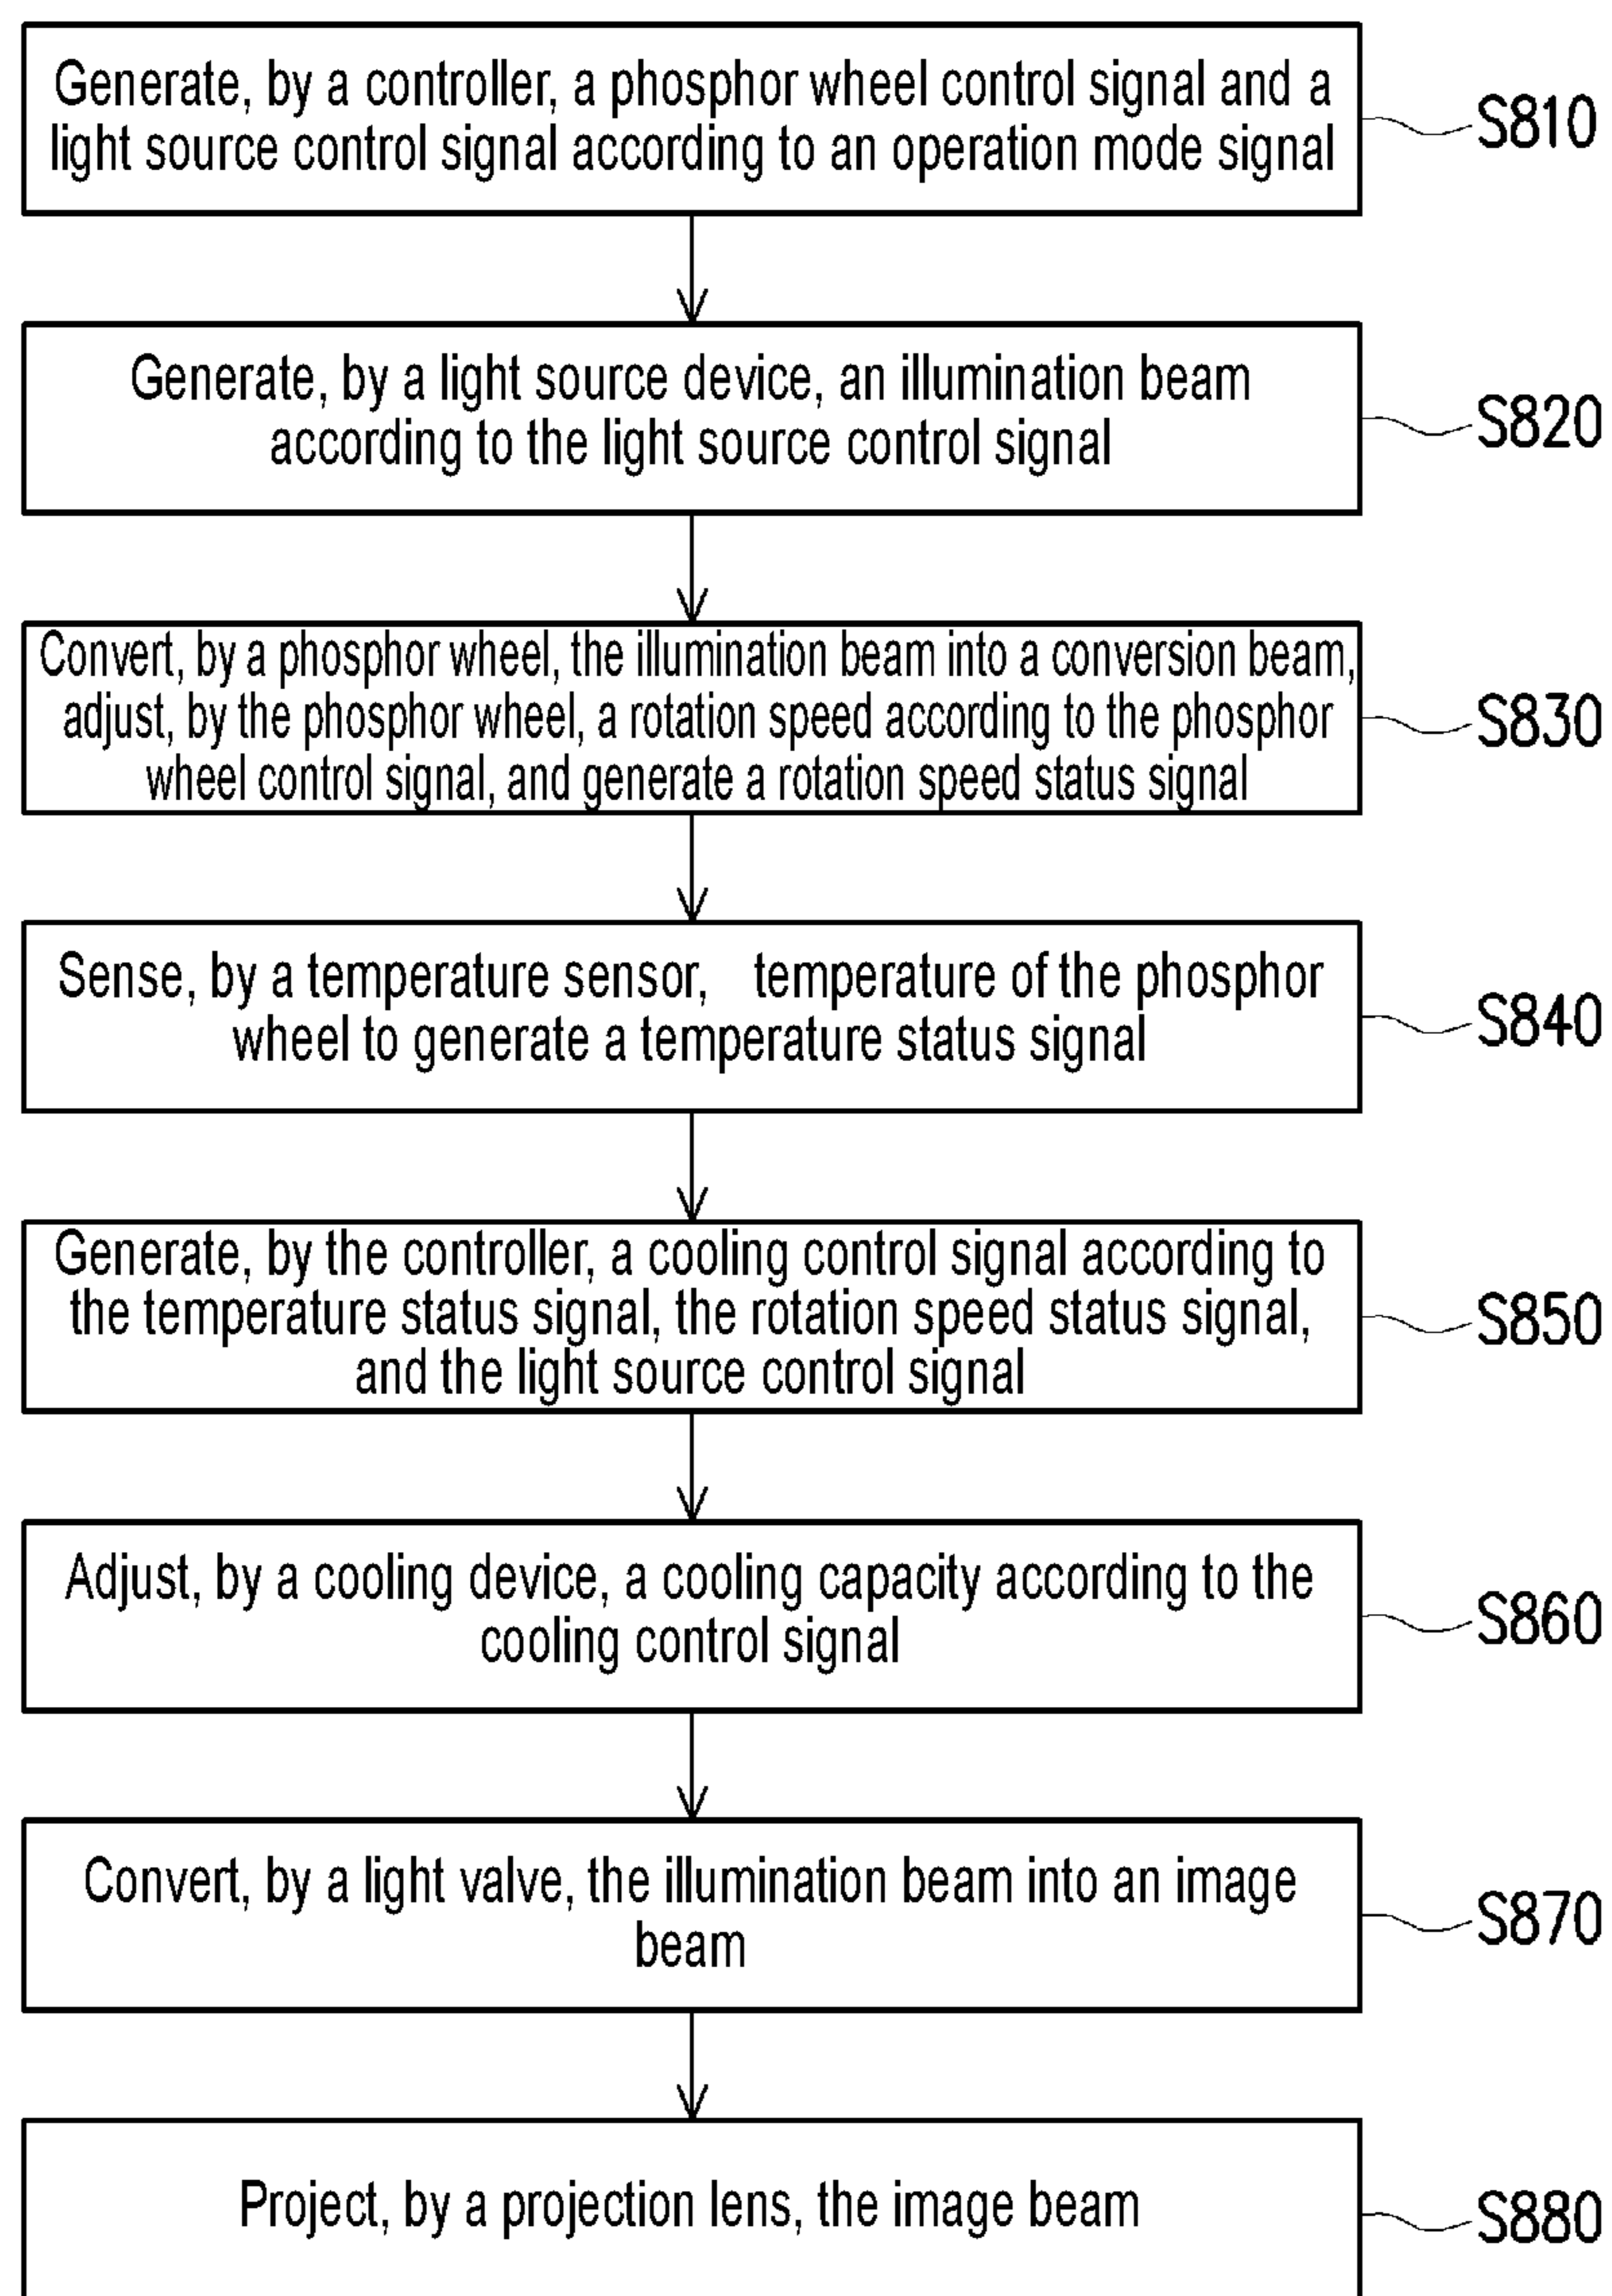 Generate, by a controller, a phosphor wheel control signal and a
light source control signal according to an operation mode signal
S810
Generate, by a light source device, an illumination beam
according to the light source control signal
S820
Convert, by a phosphor wheel, the illumination beam into a conversion beam,
adjust, by the phosphor wheel, a rotation speed according to the phosphor
wheel control signal, and generate a rotation speed status signal
S830
Sense, by a temperature sensor, temperature of the phosphor
wheel to generate a temperature status signal
S840
Generate, by the controller, a cooling control signal according to
the temperature status signal, the rotation speed status signal,
and the light source control signal
S850
Adjust, by a cooling device, a cooling capacity according to the
cooling control signal
S860
Convert, by a light valve, the illumination beam into an image
beam
S870
Project, by a projection lens, the image beam
S880